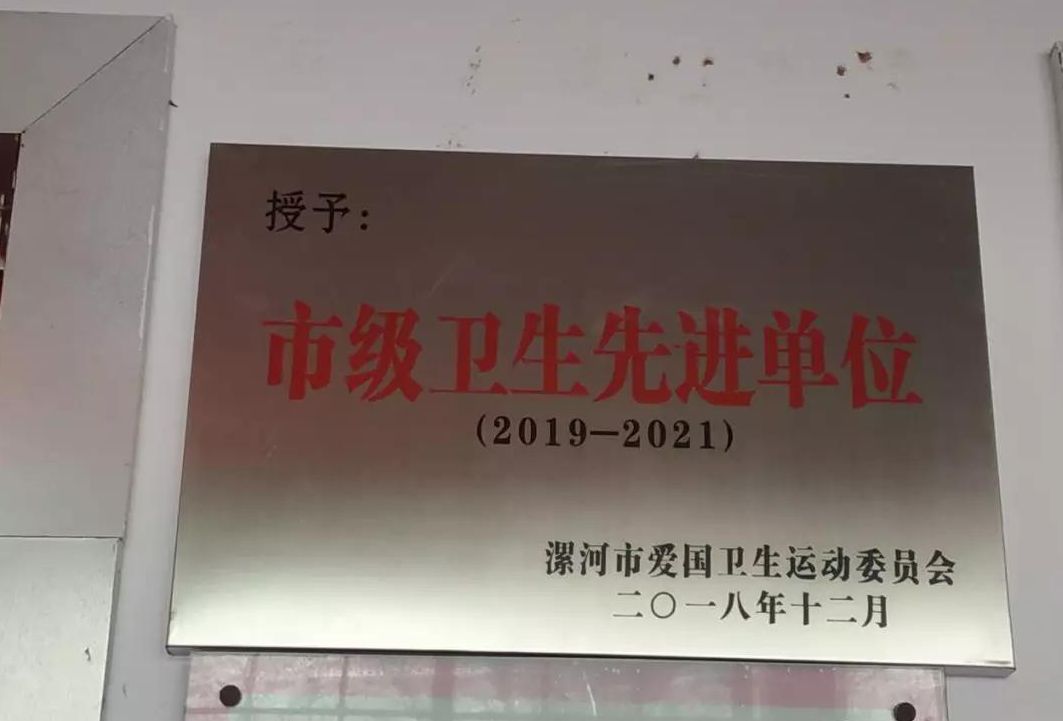 授予：
市级卫生先进单位
(2019—2021)
漯河市爱国卫生运动委员会
二〇一八年十二月